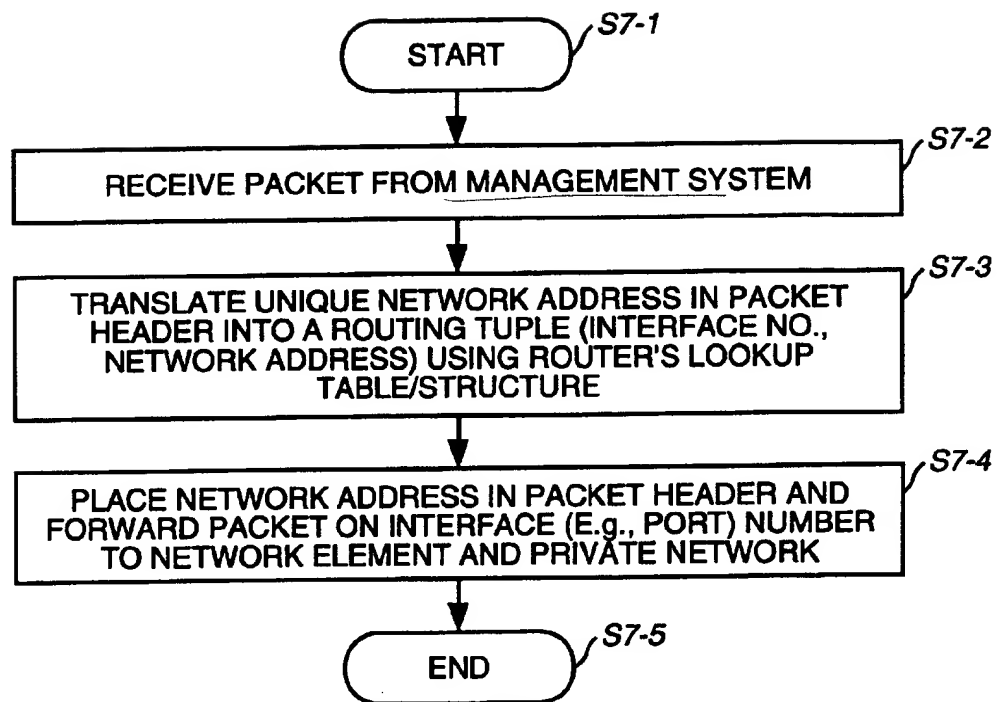 S7-1
START
S7-2
RECEIVE PACKET FROM MANAGEMENT SYSTEM
S7-3
TRANSLATE UNIQUE NETWORK ADDRESS IN PACKET
HEADER INTO A ROUTING TUPLE (INTERFACE NO.,
NETWORK ADDRESS) USING ROUTER'S LOOKUP
TABLE/STRUCTURE
S7-4
PLACE NETWORK ADDRESS IN PACKET HEADER AND
FORWARD PACKET ON INTERFACE (E.g., PORT) NUMBER
TO NETWORK ELEMENT AND PRIVATE NETWORK
S7-5
END